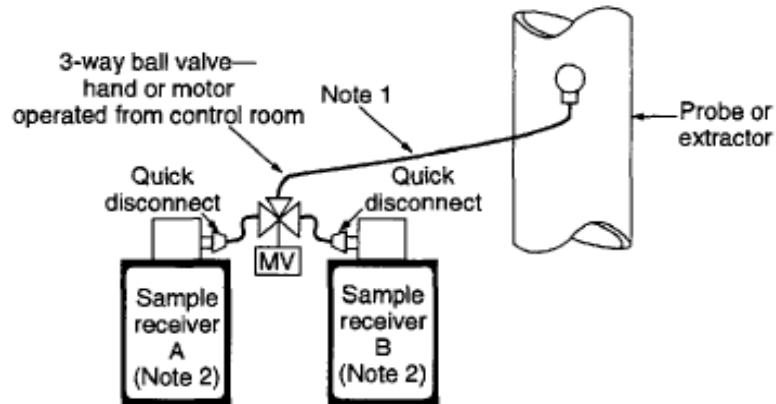 3-way ball valve—
hand or motor
operated from control room
Note 1
Probe or
extractor
Quick
disconnect
Quick
disconnect
MV
Sample
receiver
A
(Note 2)
Sample
receiver
B
(Note 2)